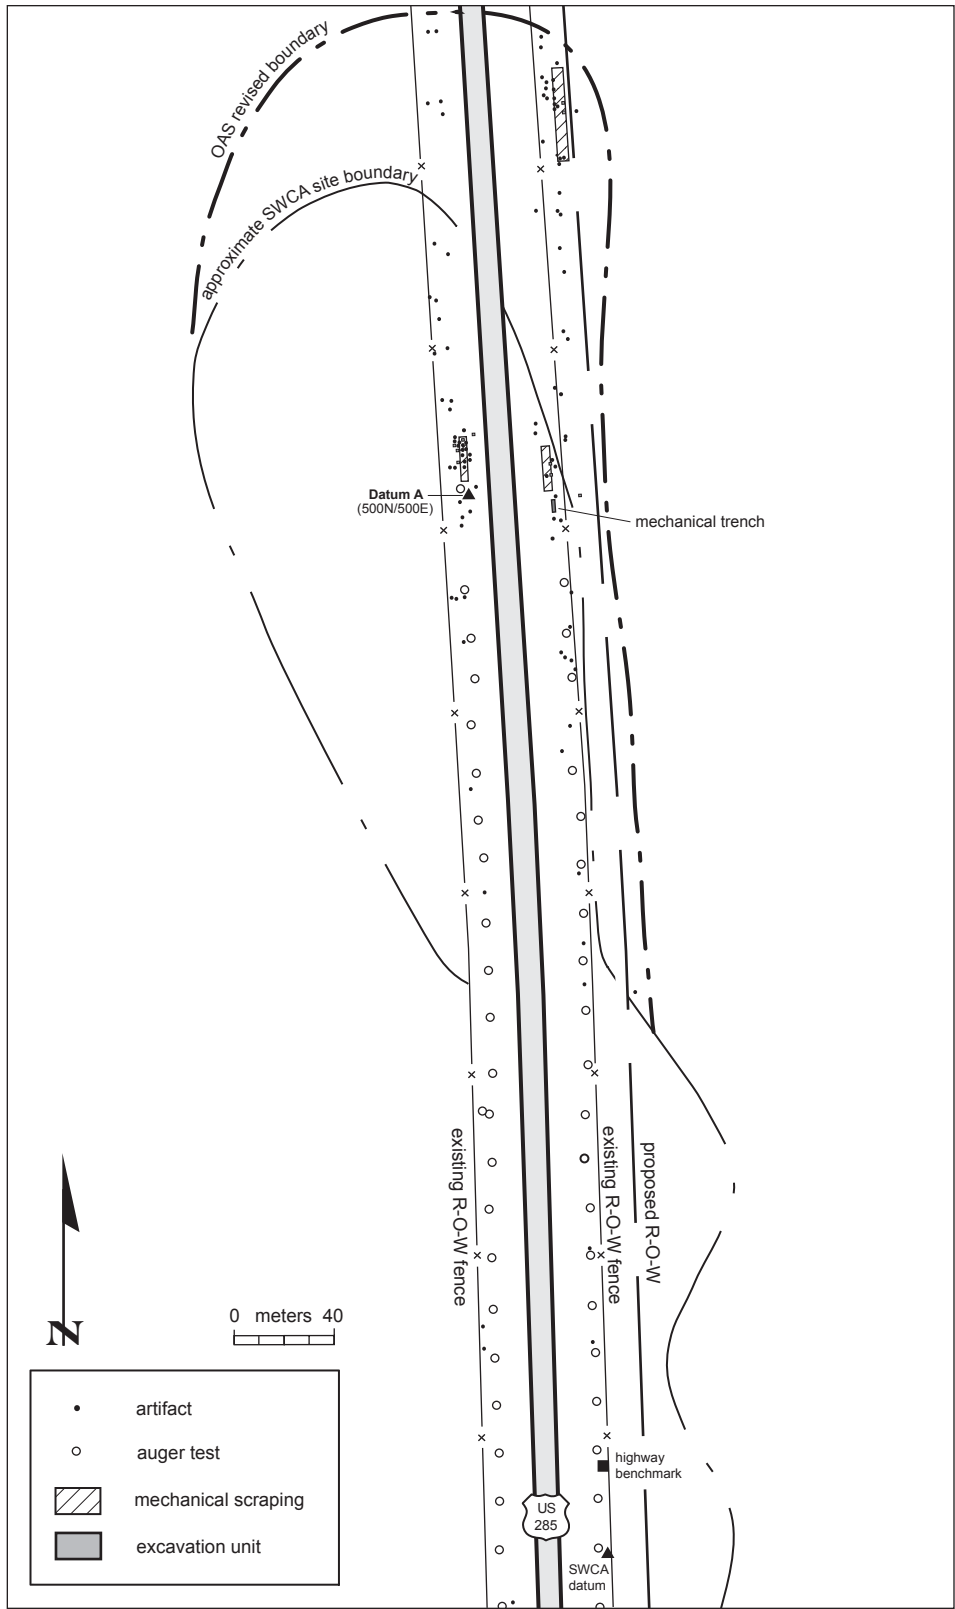 OAS revised boundary
approximate SWCA site boundary
Datum A
(500N/500E)
mechanical trench
existing R-O-W fence
existing R-O-W fence
proposed R-O-W
N
0 meters 40
artifact
auger test
mechanical scraping
excavation unit
highway
benchmark
US
285
SWCA
datum